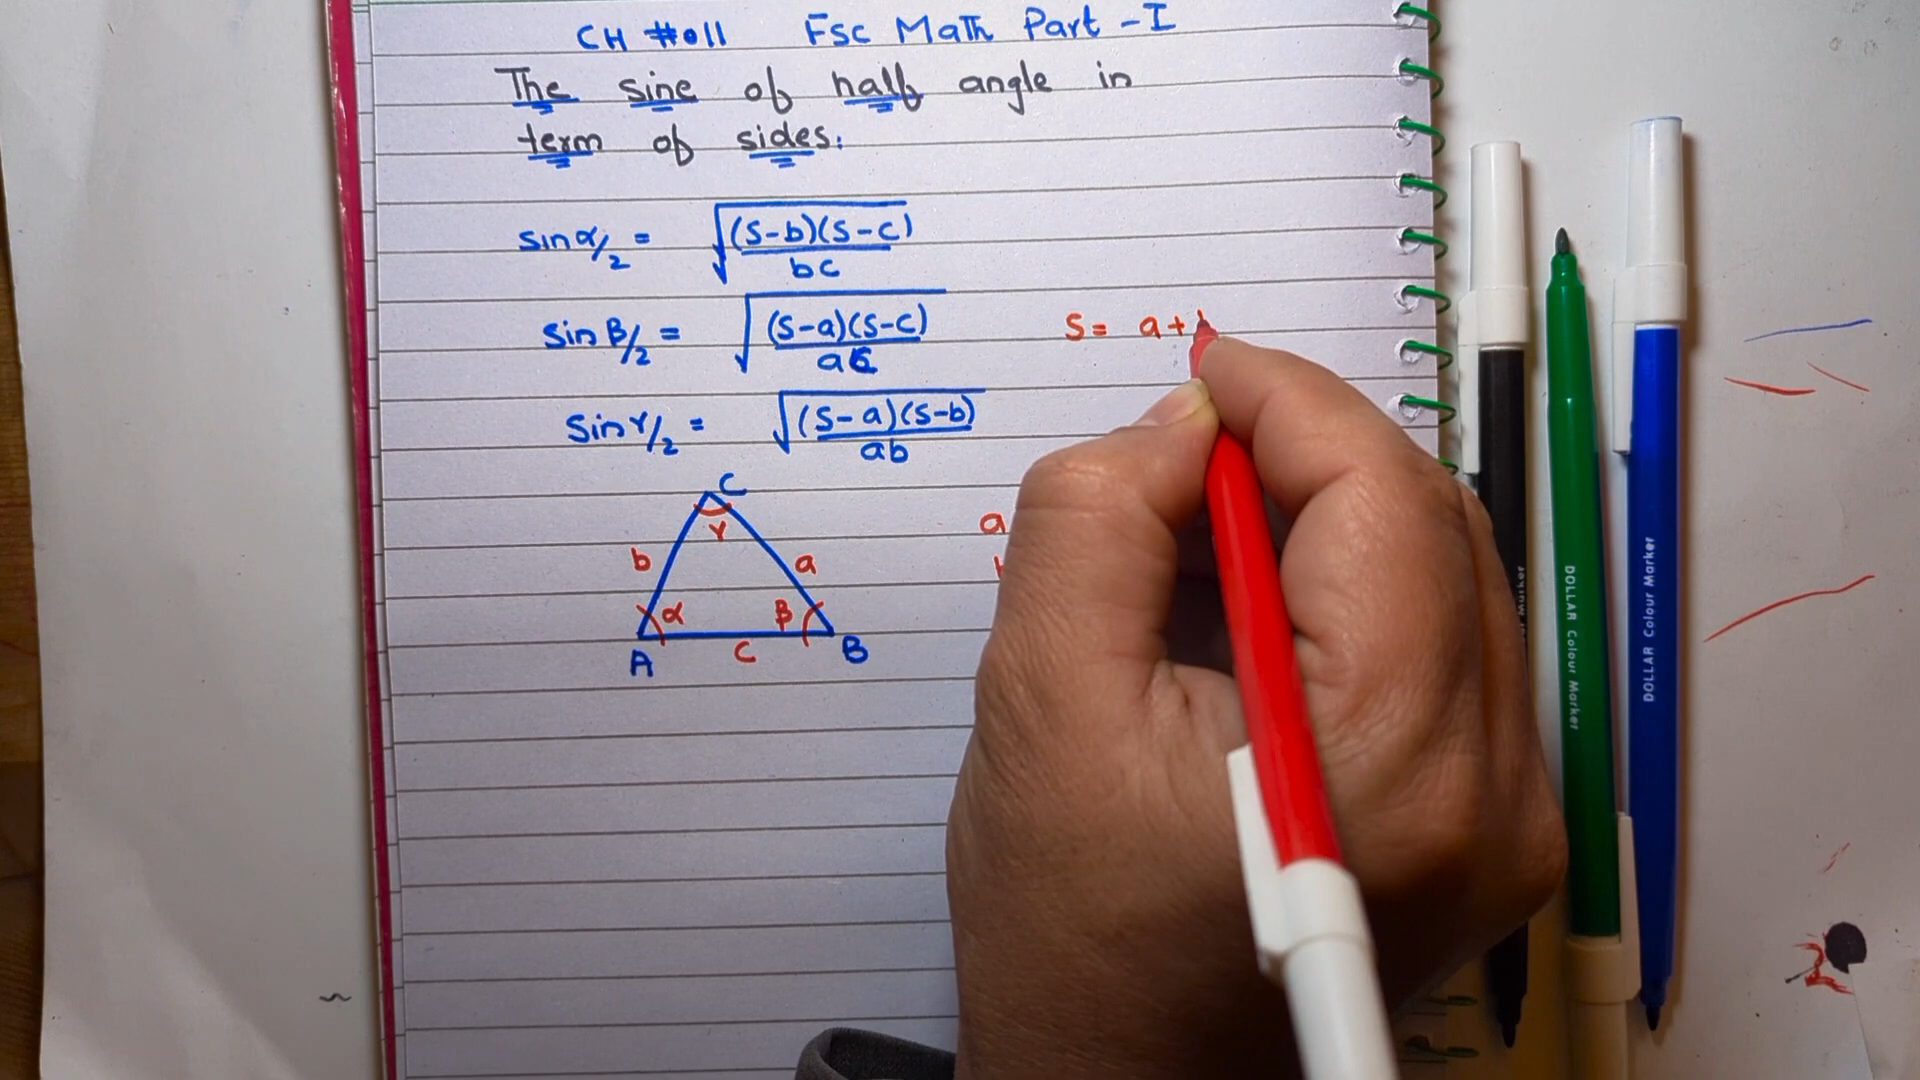 CH #011 Fsc Math Part -I
The sine of half angle in
term of sides:
sin α/2 = √((S-b)(S-c)/bc)
Sin β/2 = √((S-a)(S-c)/ac)
S = a +
Sin γ/2 = √((S-a)(S-b)/ab)
C
γ
b
a
a
α
β
A
c
B
DOLLAR Colour Marker
DOLLAR Colour Marker